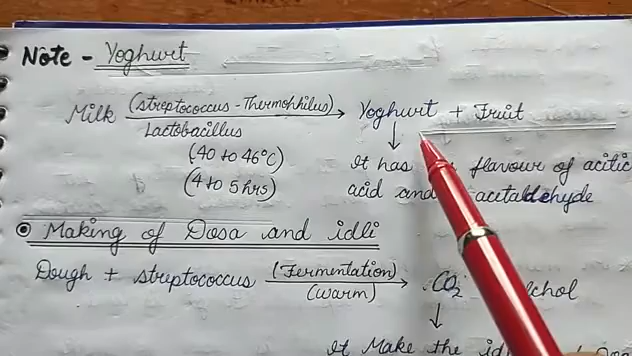 Note - Yoghurt
Milk (streptococcus - Thermophilus) → Yoghurt + Fruit
Lactobacillus
(40 to 46°C)
(4 to 5 hrs)
↓
It has flavour of acitic
acid and acetaldehyde
Making of Dosa and idli
Dough + streptococcus (Fermentation) → CO₂
(warm)
↓
It Make the